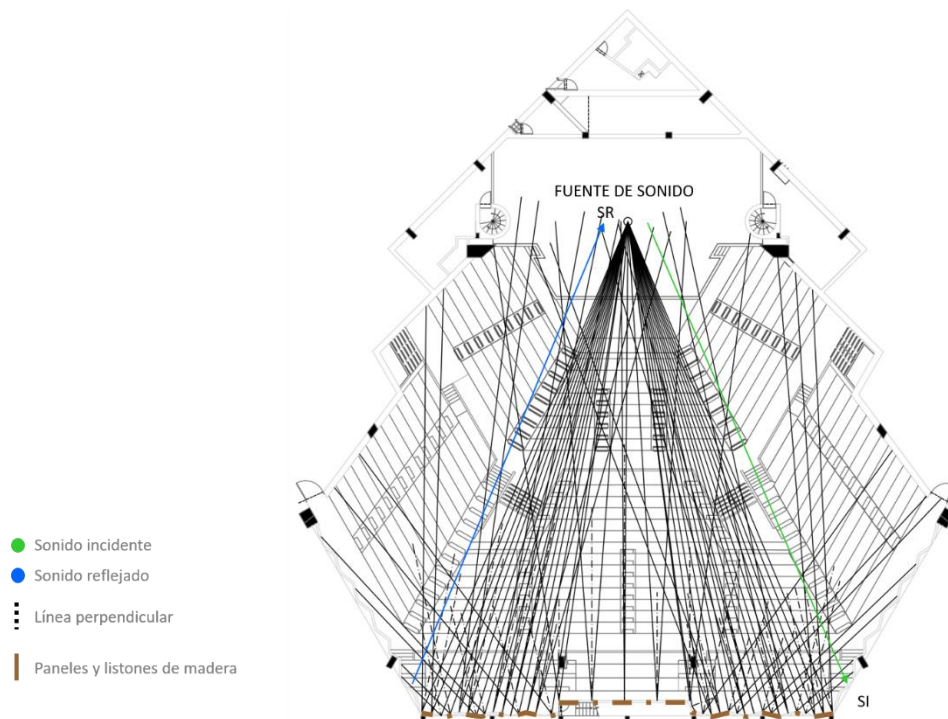 FUENTE DE SONIDO
SR
Sonido incidente
Sonido reflejado
Línea perpendicular
Paneles y listones de madera
SI